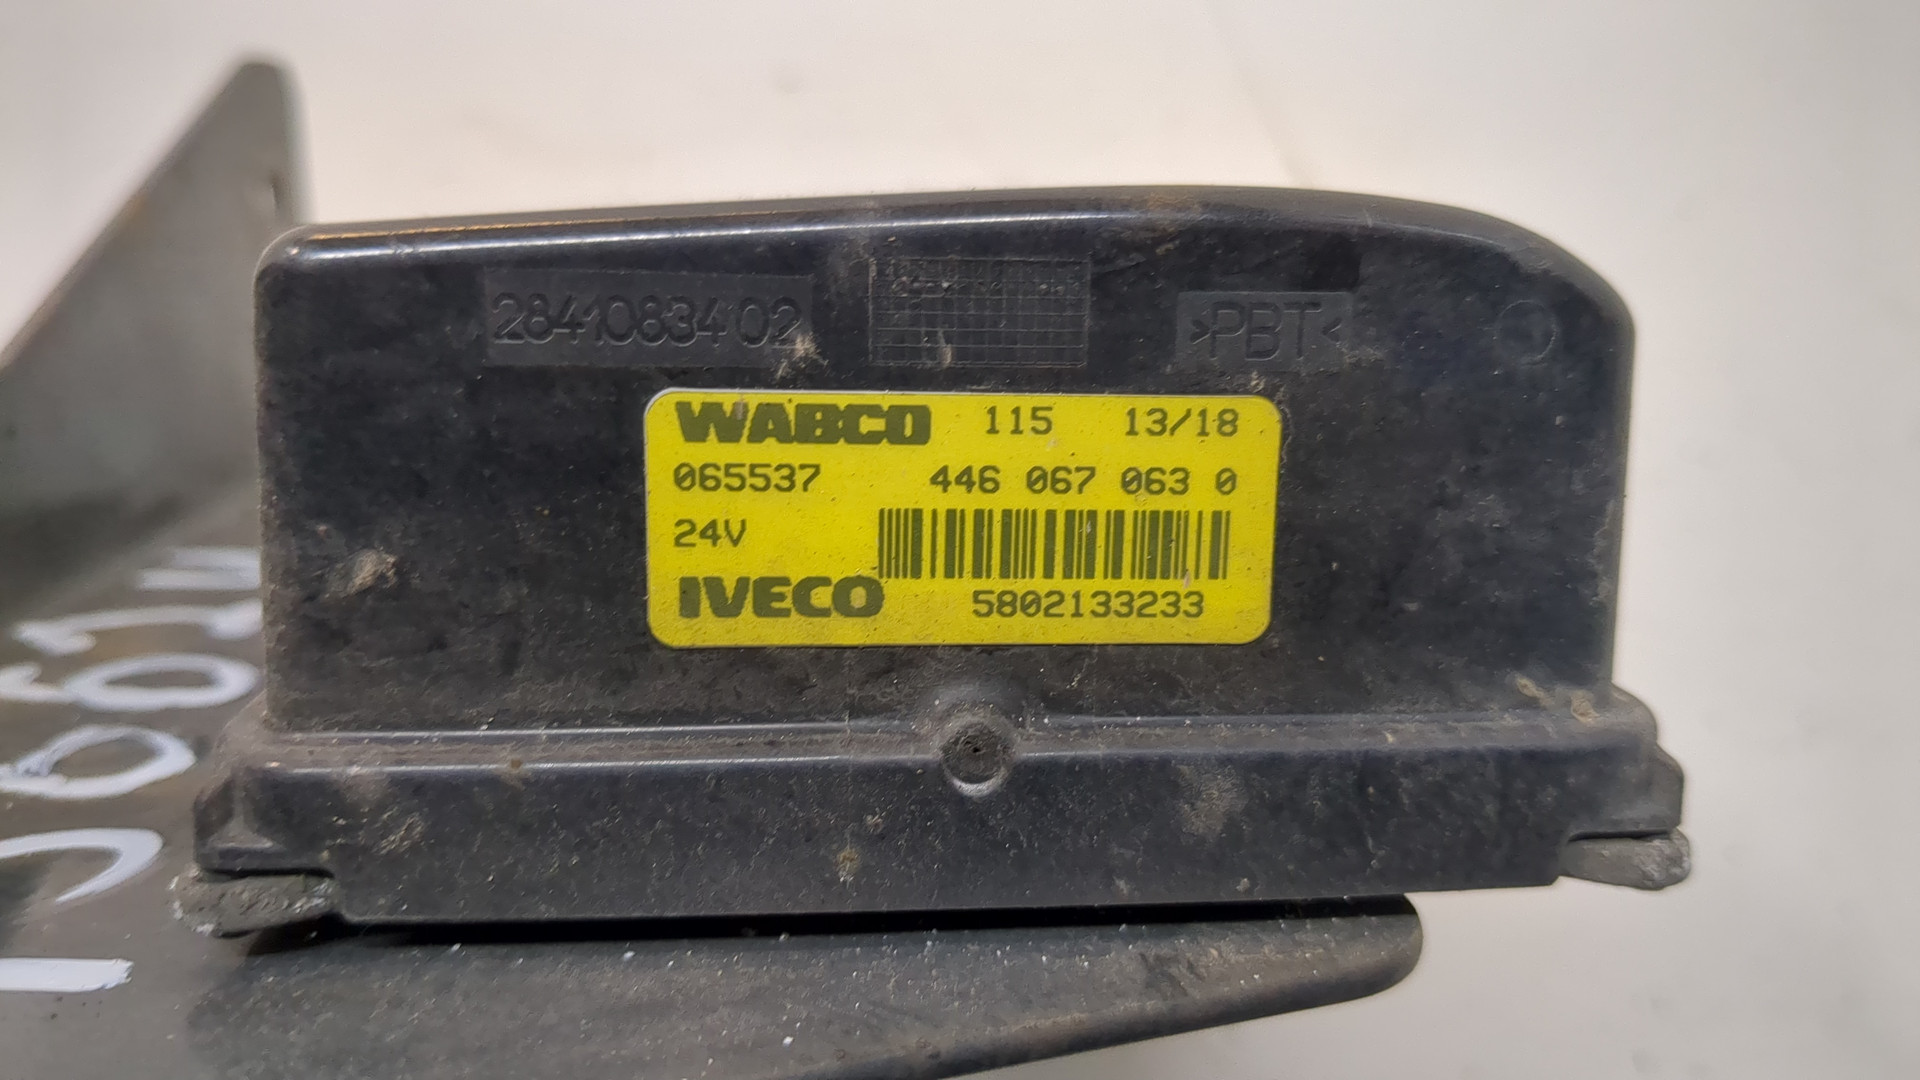 2841083402
>PBT<
WABCO 115 13/18
065537 446 067 063 0
24V
IVECO 5802133233